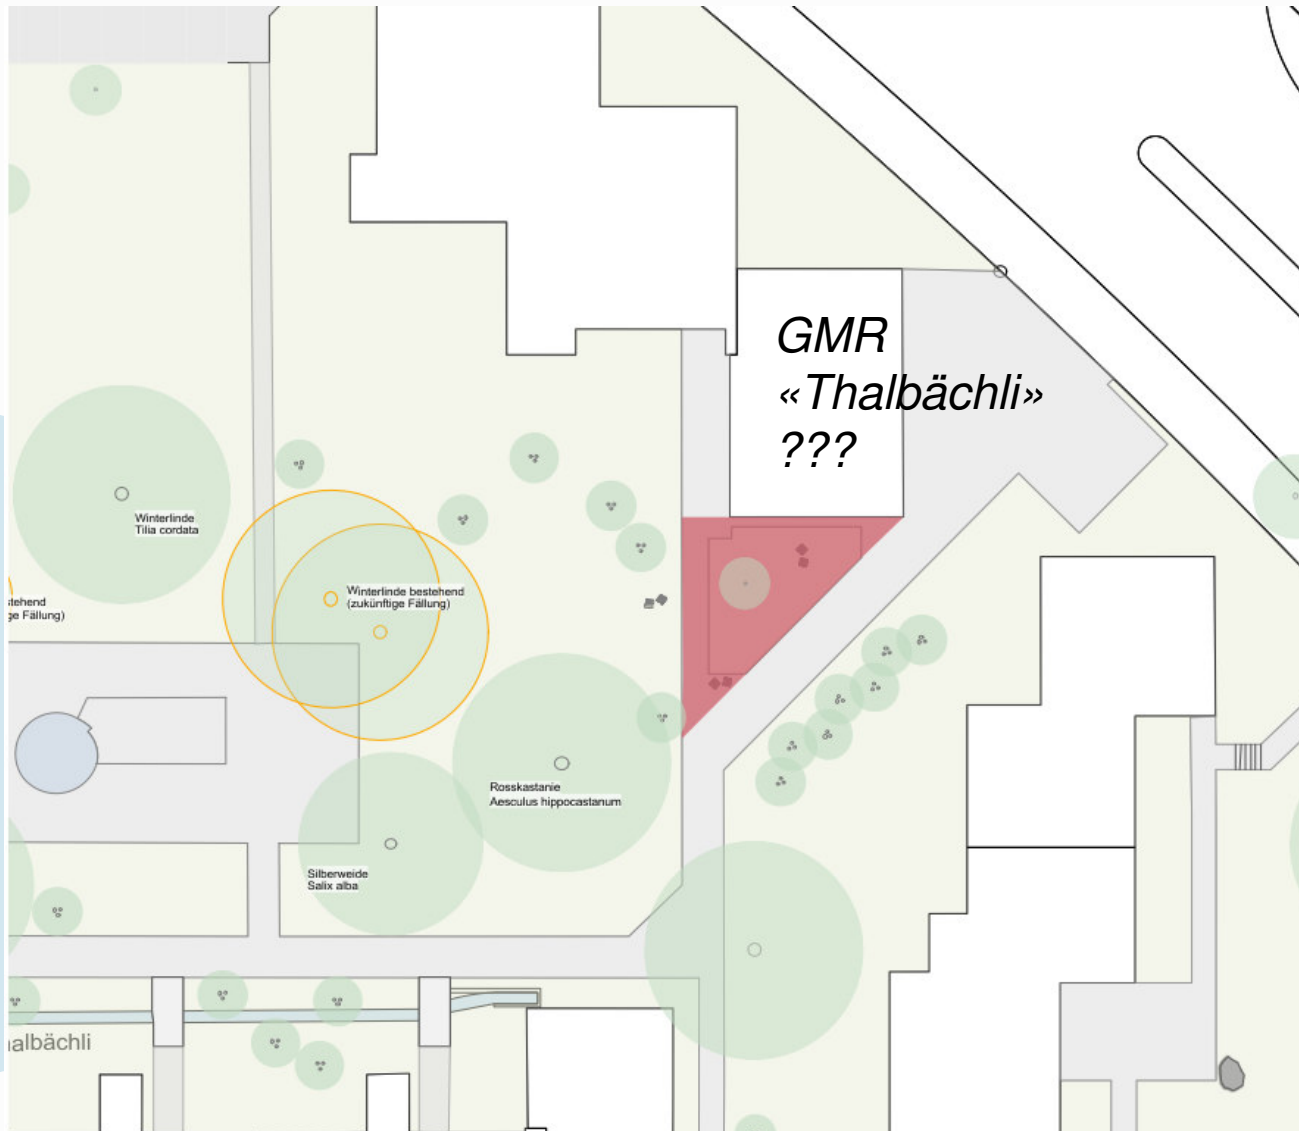 GMR
«Thalbächli»
???
Winterlinde
Tilia cordata
Winterlinde bestehend
(zukünftige Fällung)
stehend
ge Fällung)
Rosskastanie
Aesculus hippocastanum
Silberweide
Salix alba
albächli